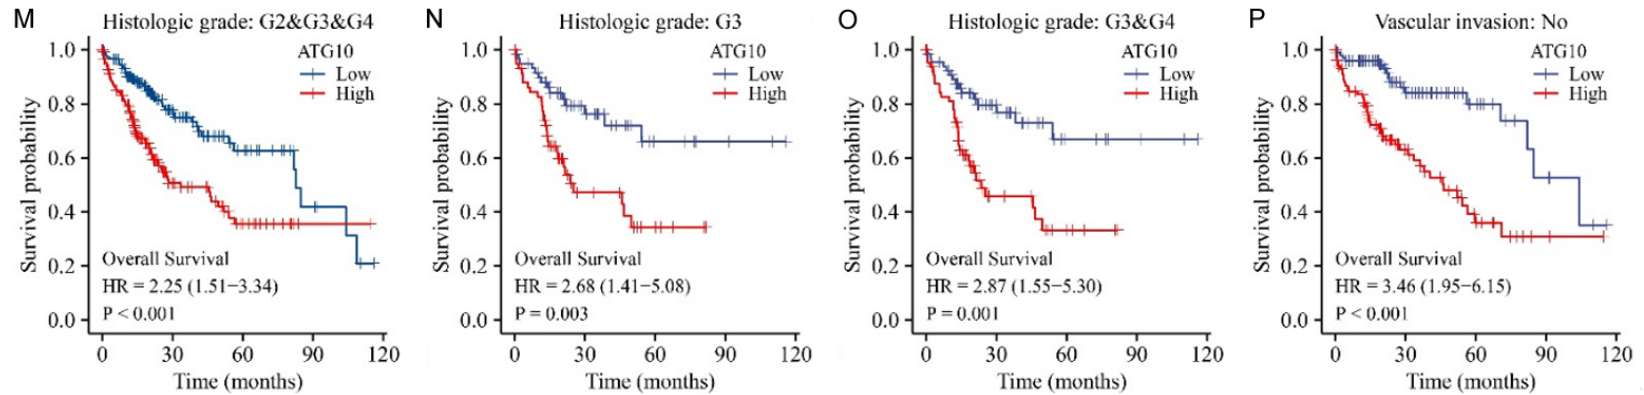 M
Histologic grade: G2&G3&G4
ATG10
Low
High
Survival probability
1.0
0.8
0.6
0.4
0.2
0.0
Overall Survival
HR = 2.25 (1.51−3.34)
P < 0.001
0 30 60 90 120
Time (months)
N
Histologic grade: G3
ATG10
Low
High
Survival probability
1.0
0.8
0.6
0.4
0.2
0.0
Overall Survival
HR = 2.68 (1.41−5.08)
P = 0.003
0 30 60 90 120
Time (months)
O
Histologic grade: G3&G4
ATG10
Low
High
Survival probability
1.0
0.8
0.6
0.4
0.2
0.0
Overall Survival
HR = 2.87 (1.55−5.30)
P = 0.001
0 30 60 90 120
Time (months)
P
Vascular invasion: No
ATG10
Low
High
Survival probability
1.0
0.8
0.6
0.4
0.2
0.0
Overall Survival
HR = 3.46 (1.95−6.15)
P < 0.001
0 30 60 90 120
Time (months)